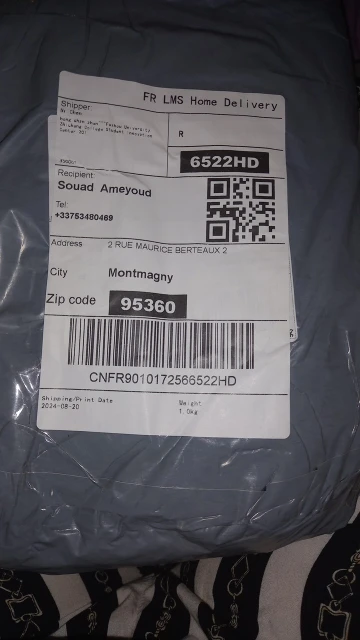 FR LMS Home Delivery
Shipper
R
6522HD
Recipient:
Souad Ameyoud
Tel:
+33753480469
Address 2 RUE MAURICE BERTEAUX 2
City Montmagny
Zip code 95360
CNFR9010172566522HD
Shipping/Print Date Weight
2024-08-20 1.0kg